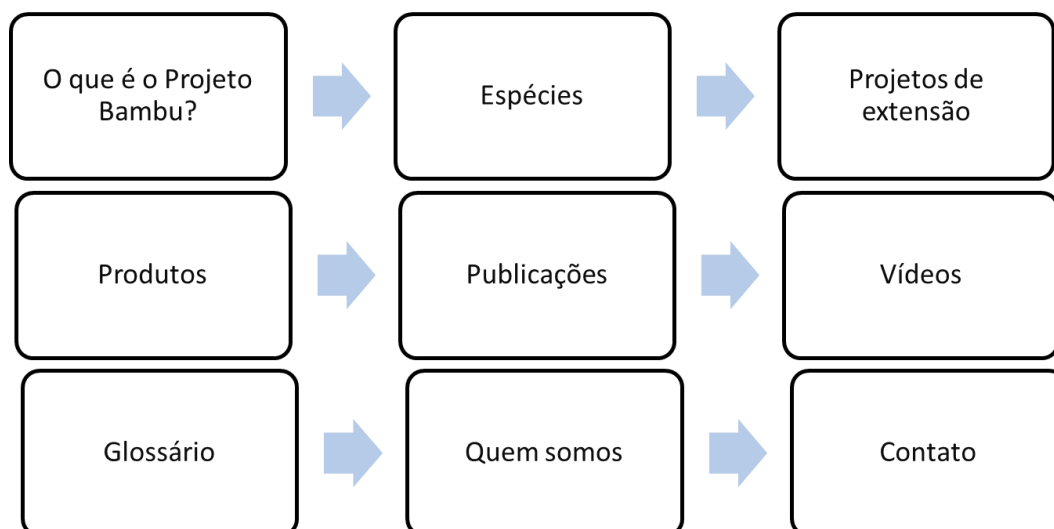 O que é o Projeto
Bambu?
Espécies
Projetos de
extensão
Produtos
Publicações
Vídeos
Glossário
Quem somos
Contato